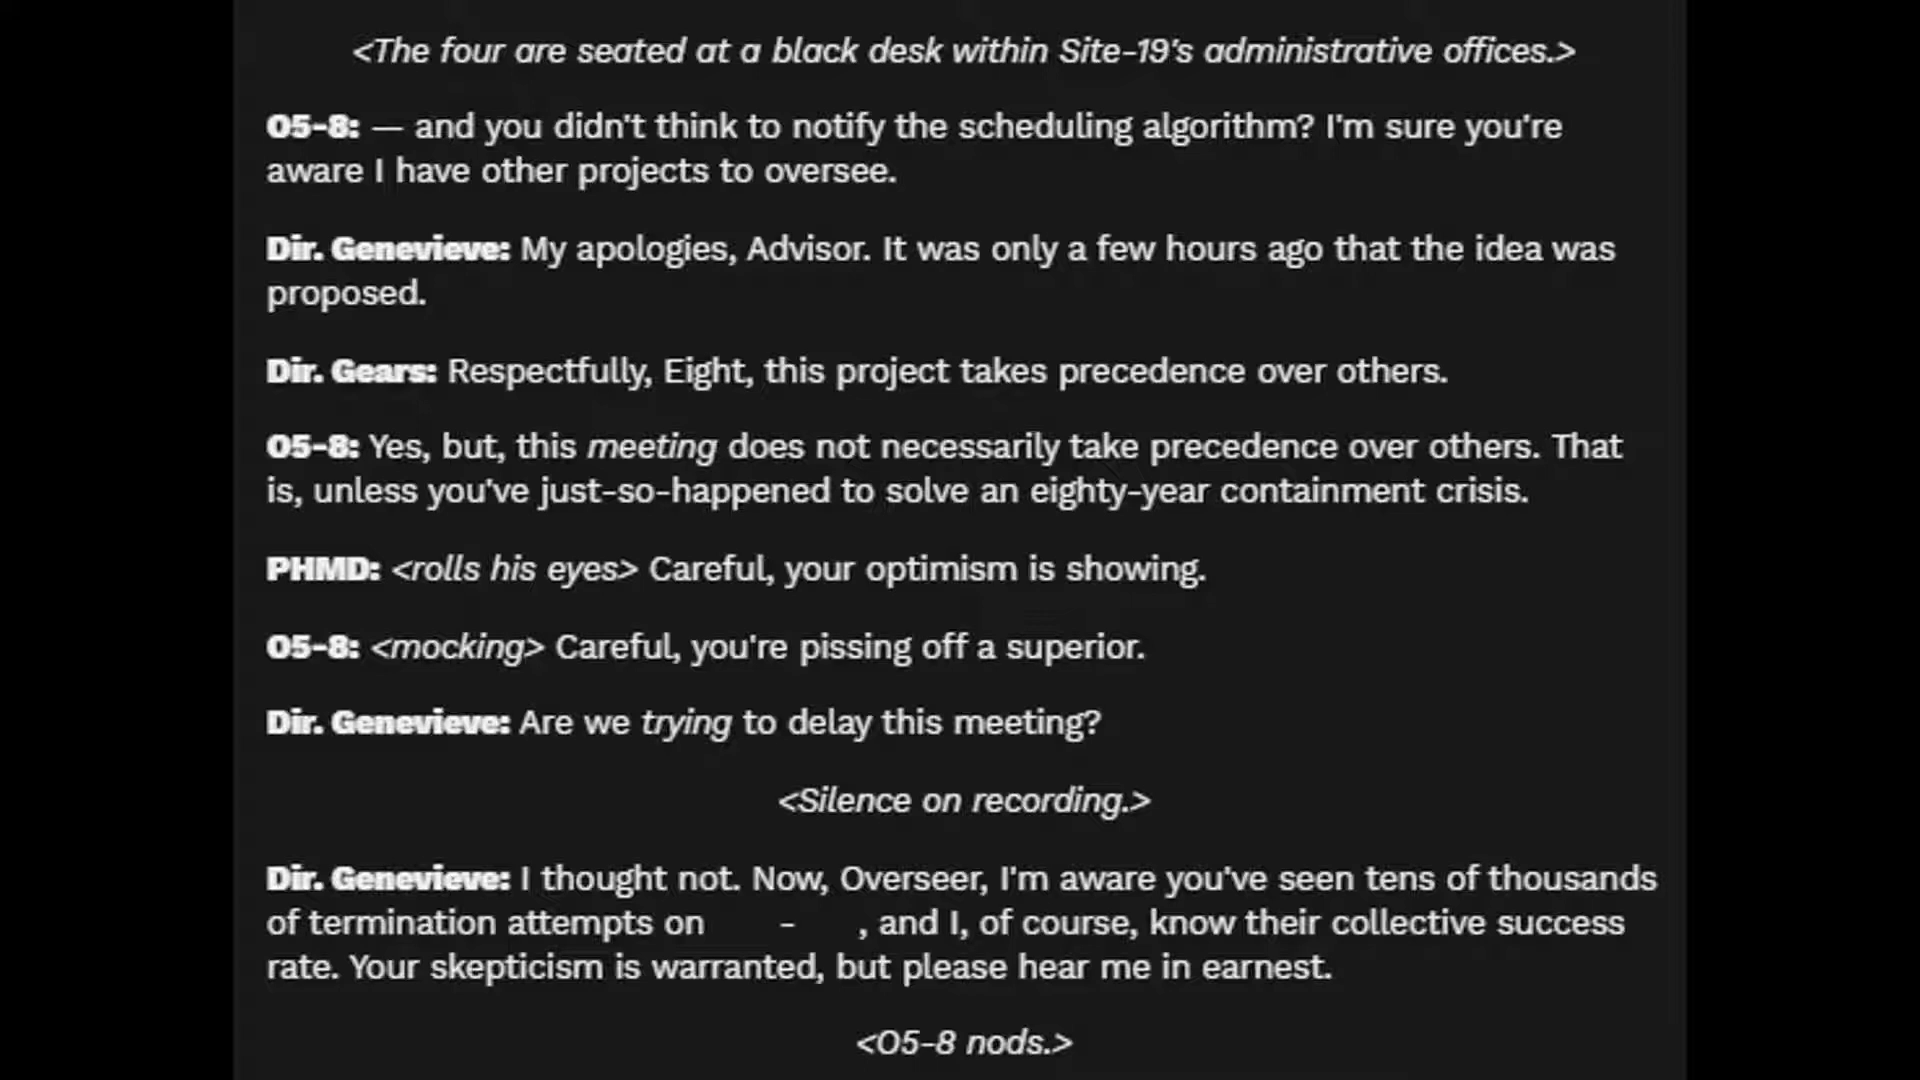 <The four are seated at a black desk within Site-19's administrative offices.>
O5-8: — and you didn't think to notify the scheduling algorithm? I'm sure you're
aware I have other projects to oversee.
Dir. Genevieve: My apologies, Advisor. It was only a few hours ago that the idea was
proposed.
Dir. Gears: Respectfully, Eight, this project takes precedence over others.
O5-8: Yes, but, this meeting does not necessarily take precedence over others. That
is, unless you've just-so-happened to solve an eighty-year containment crisis.
PHMD: <rolls his eyes> Careful, your optimism is showing.
O5-8: <mocking> Careful, you're pissing off a superior.
Dir. Genevieve: Are we trying to delay this meeting?
<Silence on recording.>
Dir. Genevieve: I thought not. Now, Overseer, I'm aware you've seen tens of thousands
of termination attempts on - , and I, of course, know their collective success
rate. Your skepticism is warranted, but please hear me in earnest.
<O5-8 nods.>